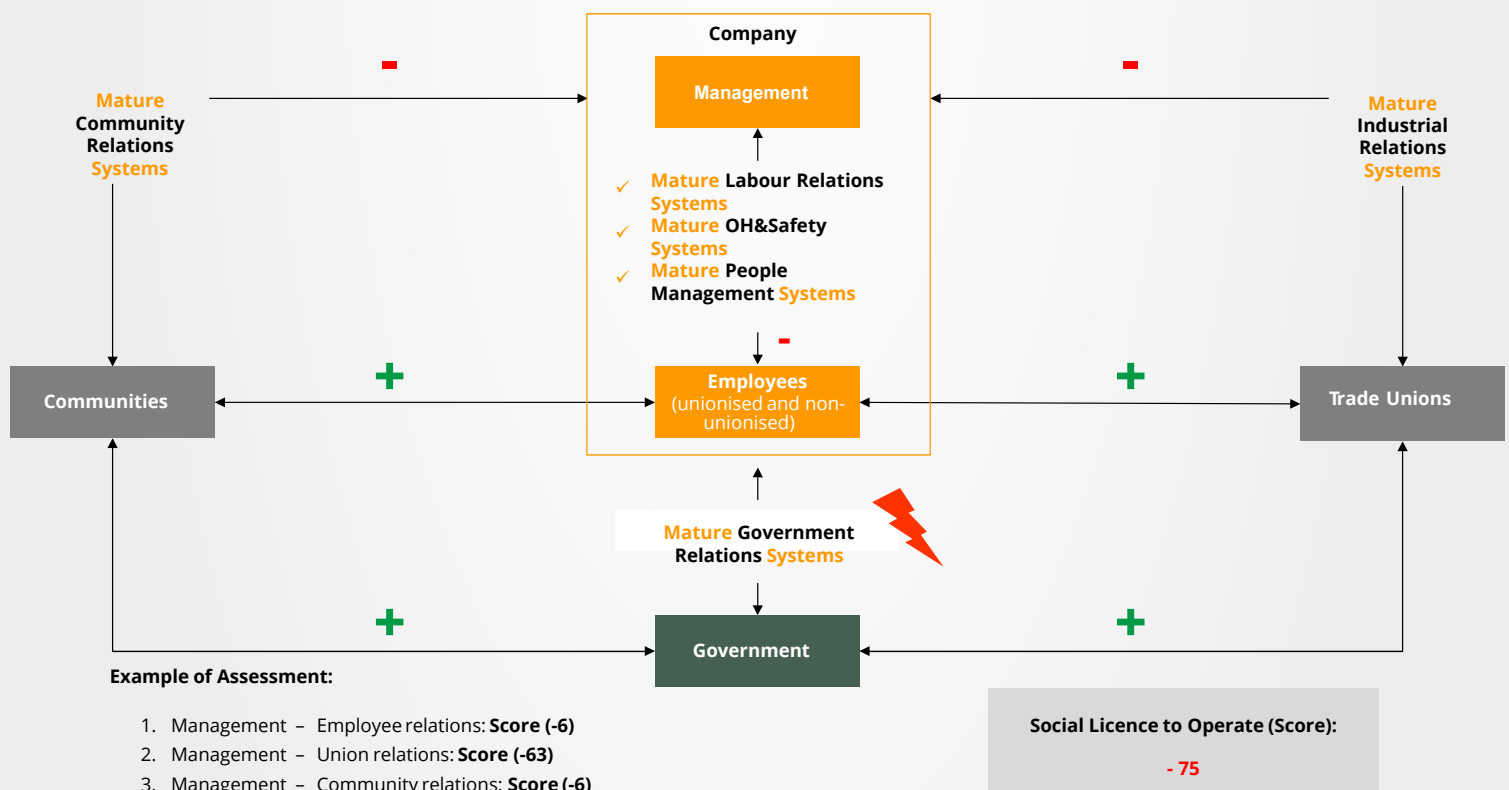 Company
-
-
Management
Mature
Community
Relations
Systems
Mature
Industrial
Relations
Systems
✓ Mature Labour Relations
Systems
✓ Mature OH&Safety
Systems
✓ Mature People
Management Systems
-
+
+
Communities
Employees
(unionised and non-
unionised)
Trade Unions
Mature Government
Relations Systems
+
+
Government
Example of Assessment:
1. Management – Employee relations: Score (-6)
2. Management – Union relations: Score (-63)
3. Management – Community relations: Score (-6)
Social Licence to Operate (Score):
- 75